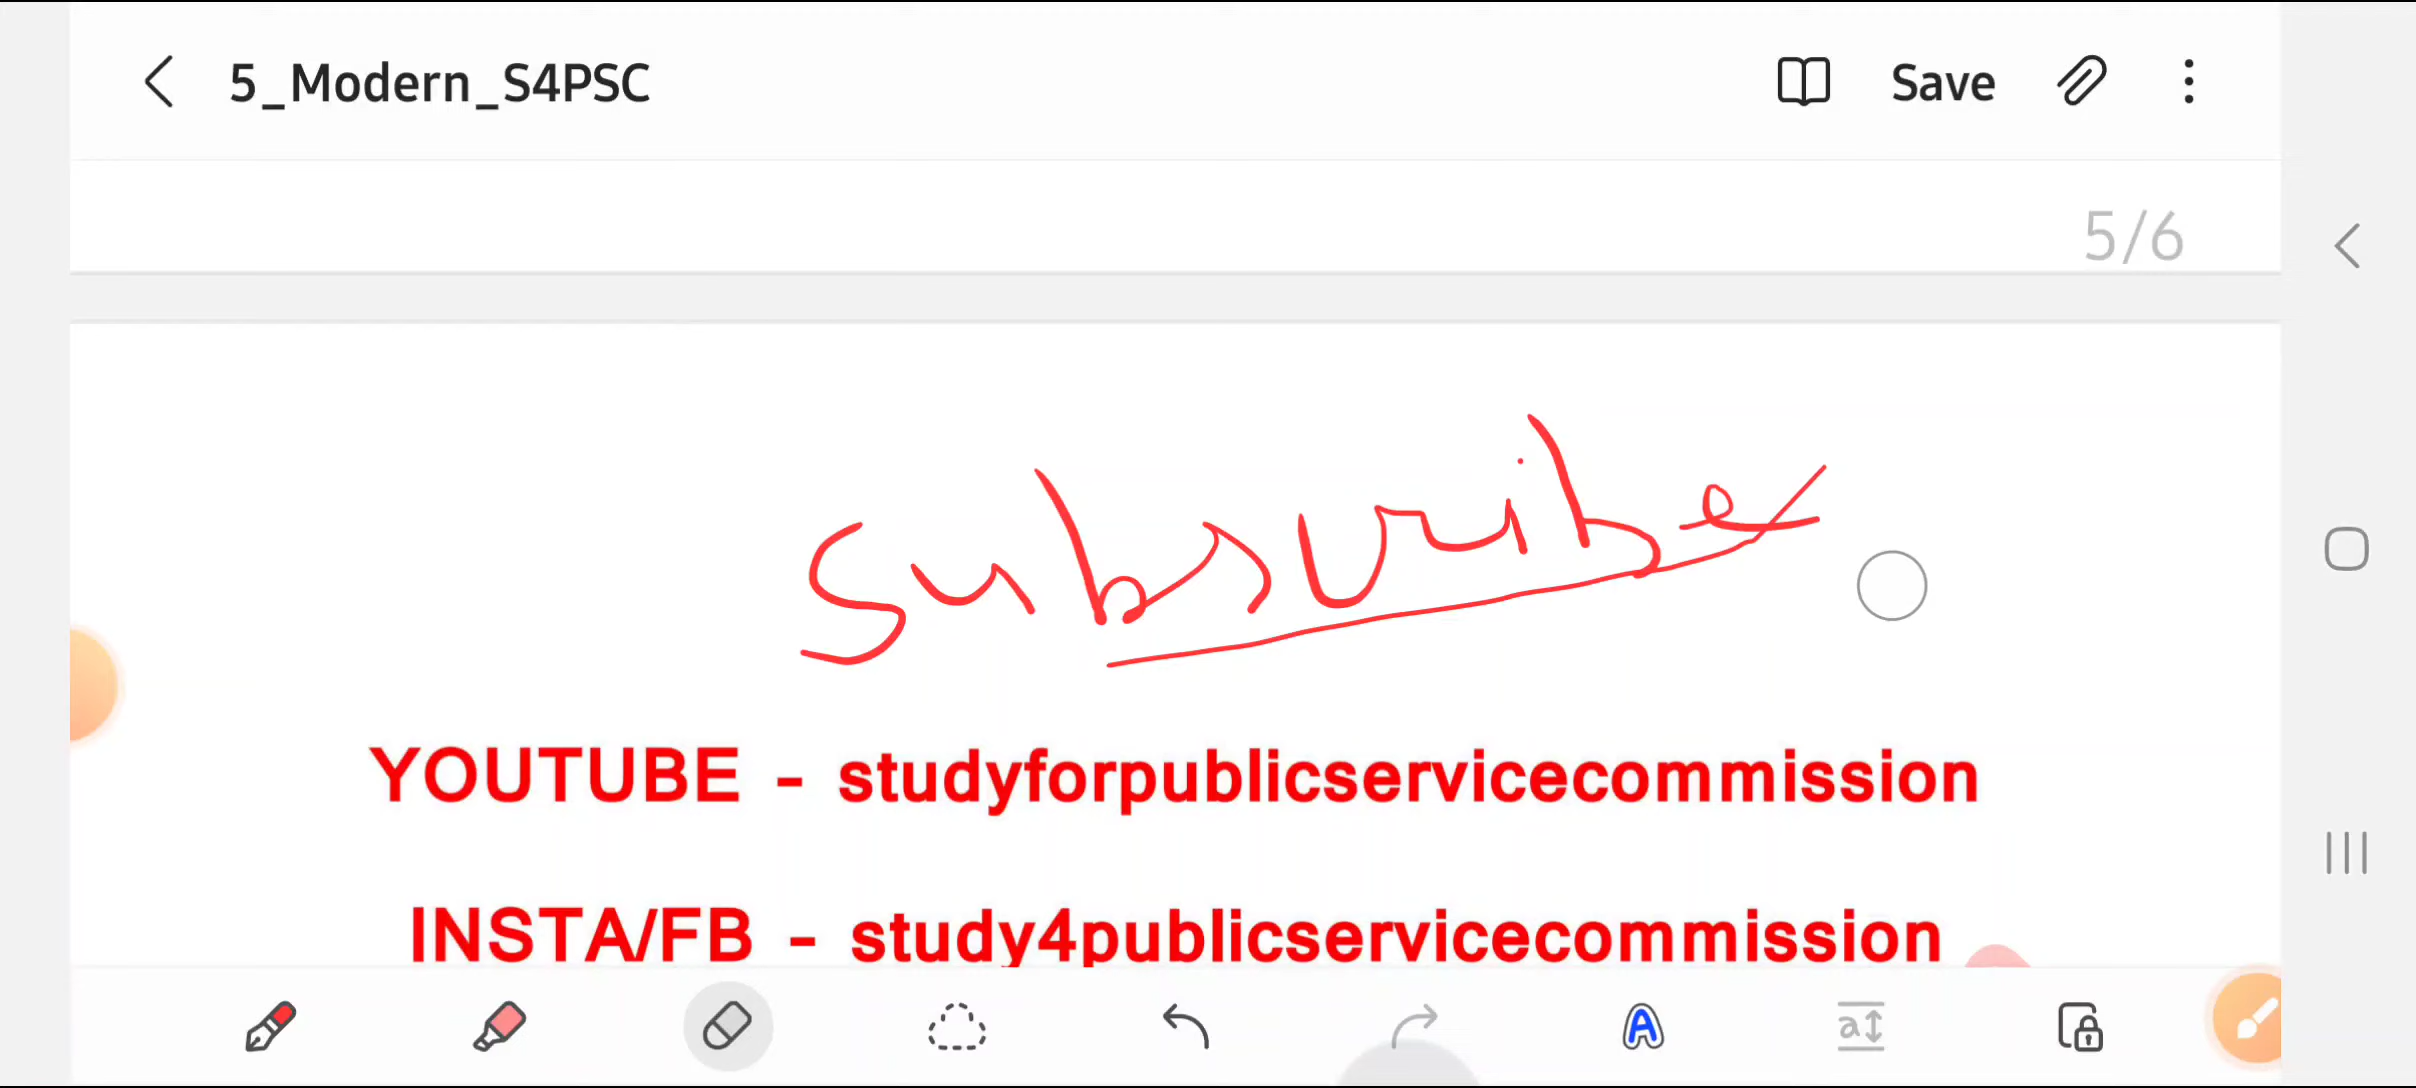 5_Modern_S4PSC
Save
5/6
Subscribe
YOUTUBE - studyforpublicservicecommission
INSTA/FB - study4publicservicecommission
A
a